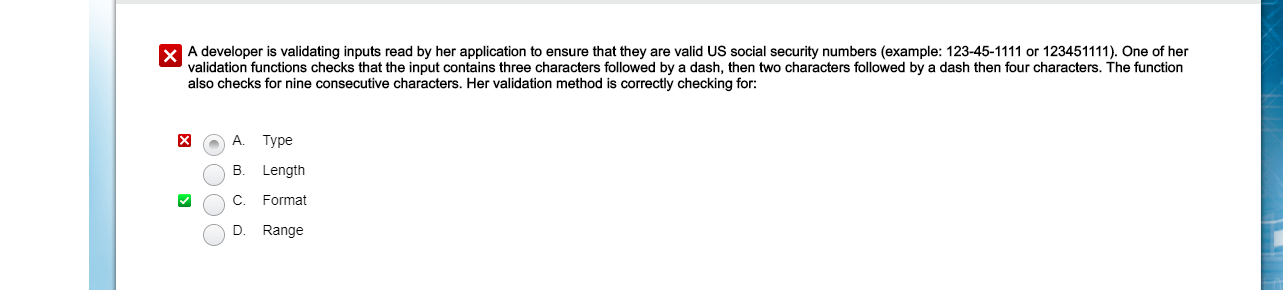 A developer is validating inputs read by her application to ensure that they are valid US social security numbers (example: 123-45-1111 or 123451111). One of her
validation functions checks that the input contains three characters followed by a dash, then two characters followed by a dash then four characters. The function
also checks for nine consecutive characters. Her validation method is correctly checking for:
A. Type
B. Length
C. Format
D. Range